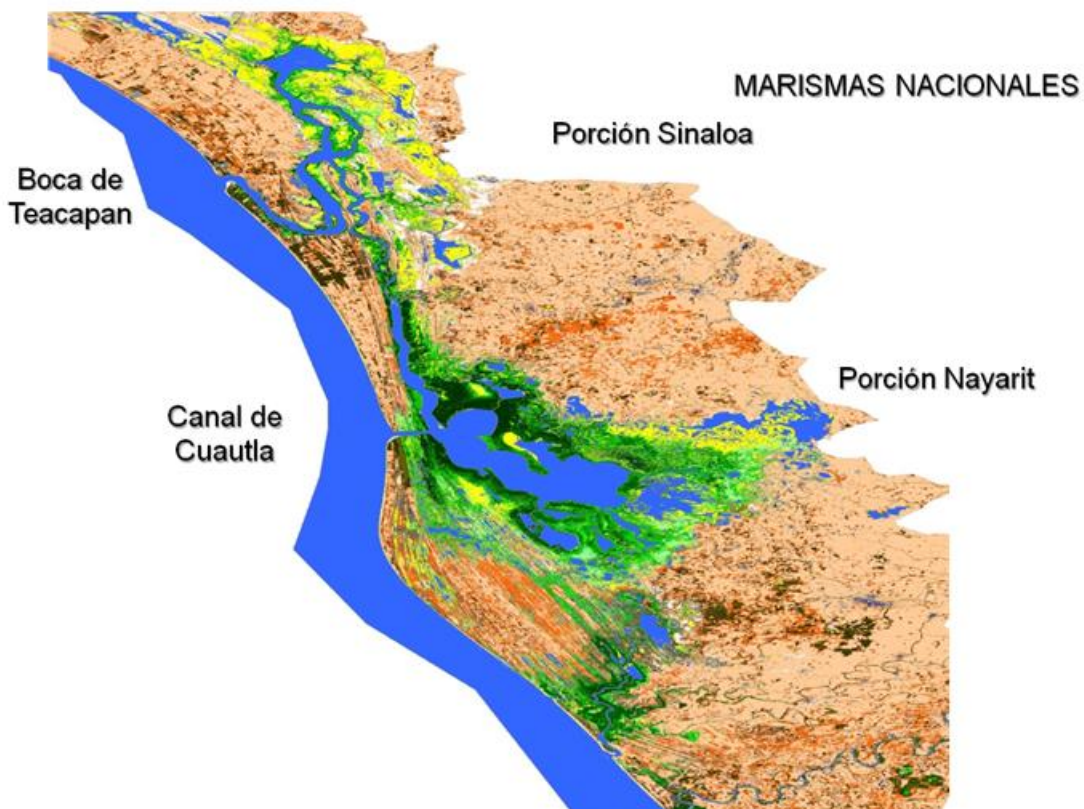 MARISMAS NACIONALES
Porción Sinaloa
Boca de
Teacapan
Porción Nayarit
Canal de
Cuautla